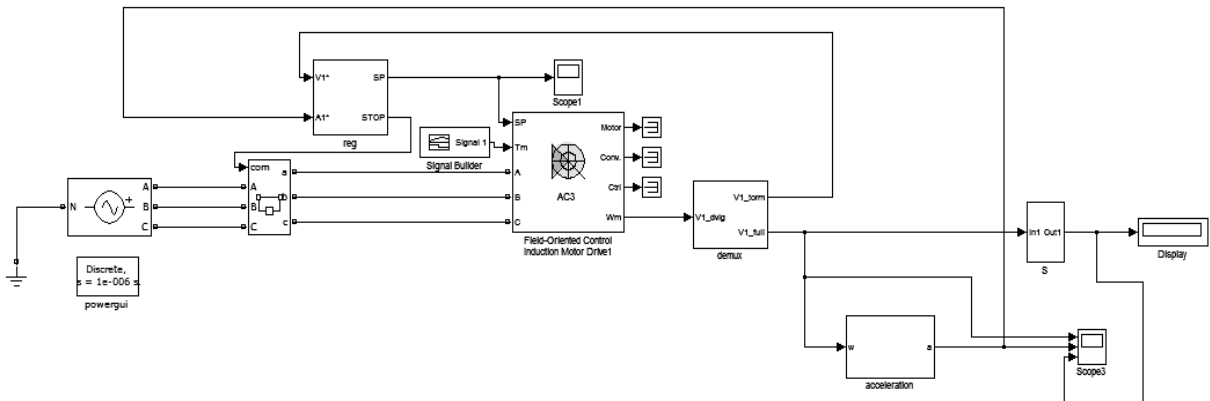 V1* SP
A1* STOP
reg
Scope1
Signal 1
Signal Builder
SP
Tm
A
B
C
Motor
Conv.
Ctrl
Wm
AC3
Field-Oriented Control
Induction Motor Drive1
com
A a
B b
C c
N
A
B
C
+
Discrete,
s = 1e-006 s.
powergui
V1_dvig
V1_torm
V1_full
demux
In1 Out1
S
Display
w a
acceleration
Scope3